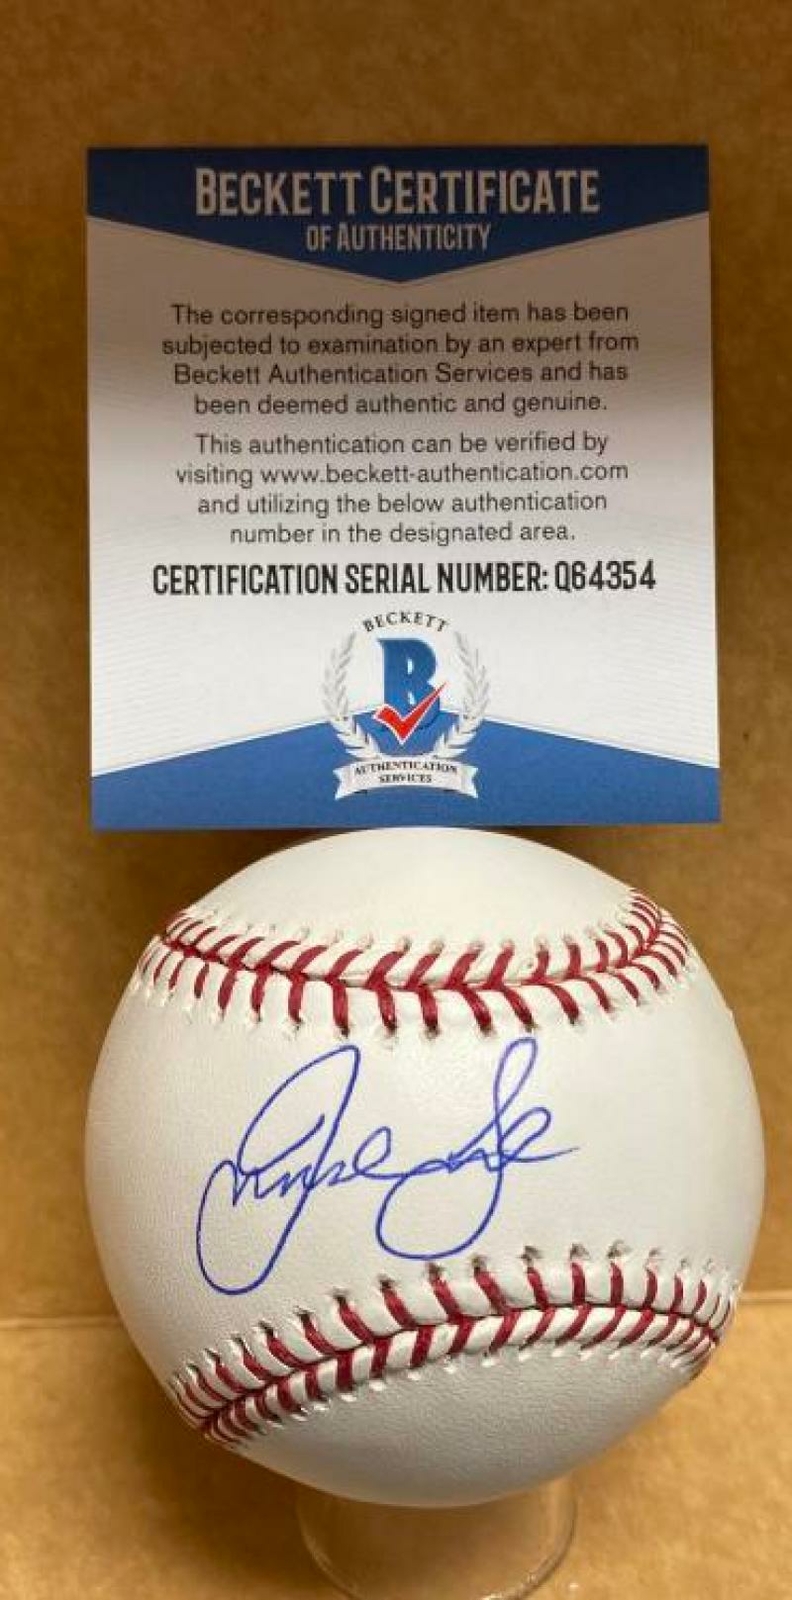 BECKETT CERTIFICATE
OF AUTHENTICITY
The corresponding signed item has been
subjected to examination by an expert from
Beckett Authentication Services and has
been deemed authentic and genuine.
This authentication can be verified by
visiting www.beckett-authentication.com
and utilizing the below authentication
number in the designated area.
CERTIFICATION SERIAL NUMBER: Q64354
BECKETT
B
AUTHENTICATION
SERVICES